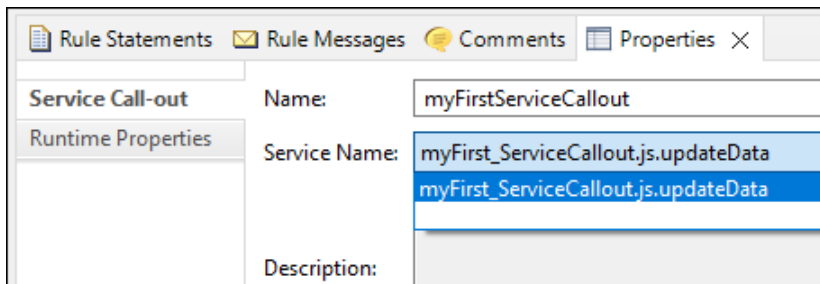 Rule Statements Rule Messages Comments Properties
Service Call-out Name: myFirstServiceCallout
Runtime Properties
Service Name: myFirst_ServiceCallout.js.updateData
myFirst_ServiceCallout.js.updateData
Description: